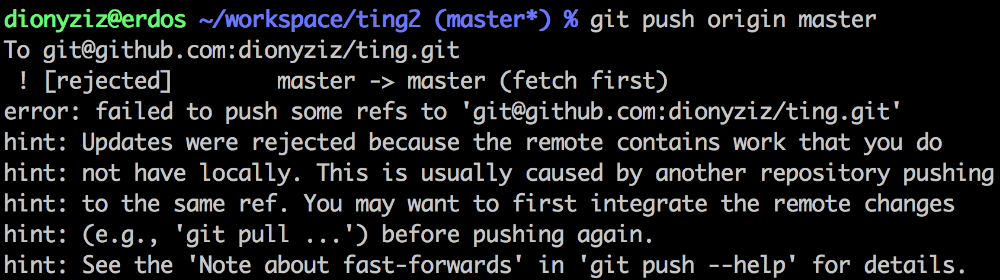 dionyziz@erdos ~/workspace/ting2 (master*) % git push origin master
To git@github.com:dionyziz/ting.git
 ! [rejected]        master -> master (fetch first)
error: failed to push some refs to 'git@github.com:dionyziz/ting.git'
hint: Updates were rejected because the remote contains work that you do
hint: not have locally. This is usually caused by another repository pushing
hint: to the same ref. You may want to first integrate the remote changes
hint: (e.g., 'git pull ...') before pushing again.
hint: See the 'Note about fast-forwards' in 'git push --help' for details.